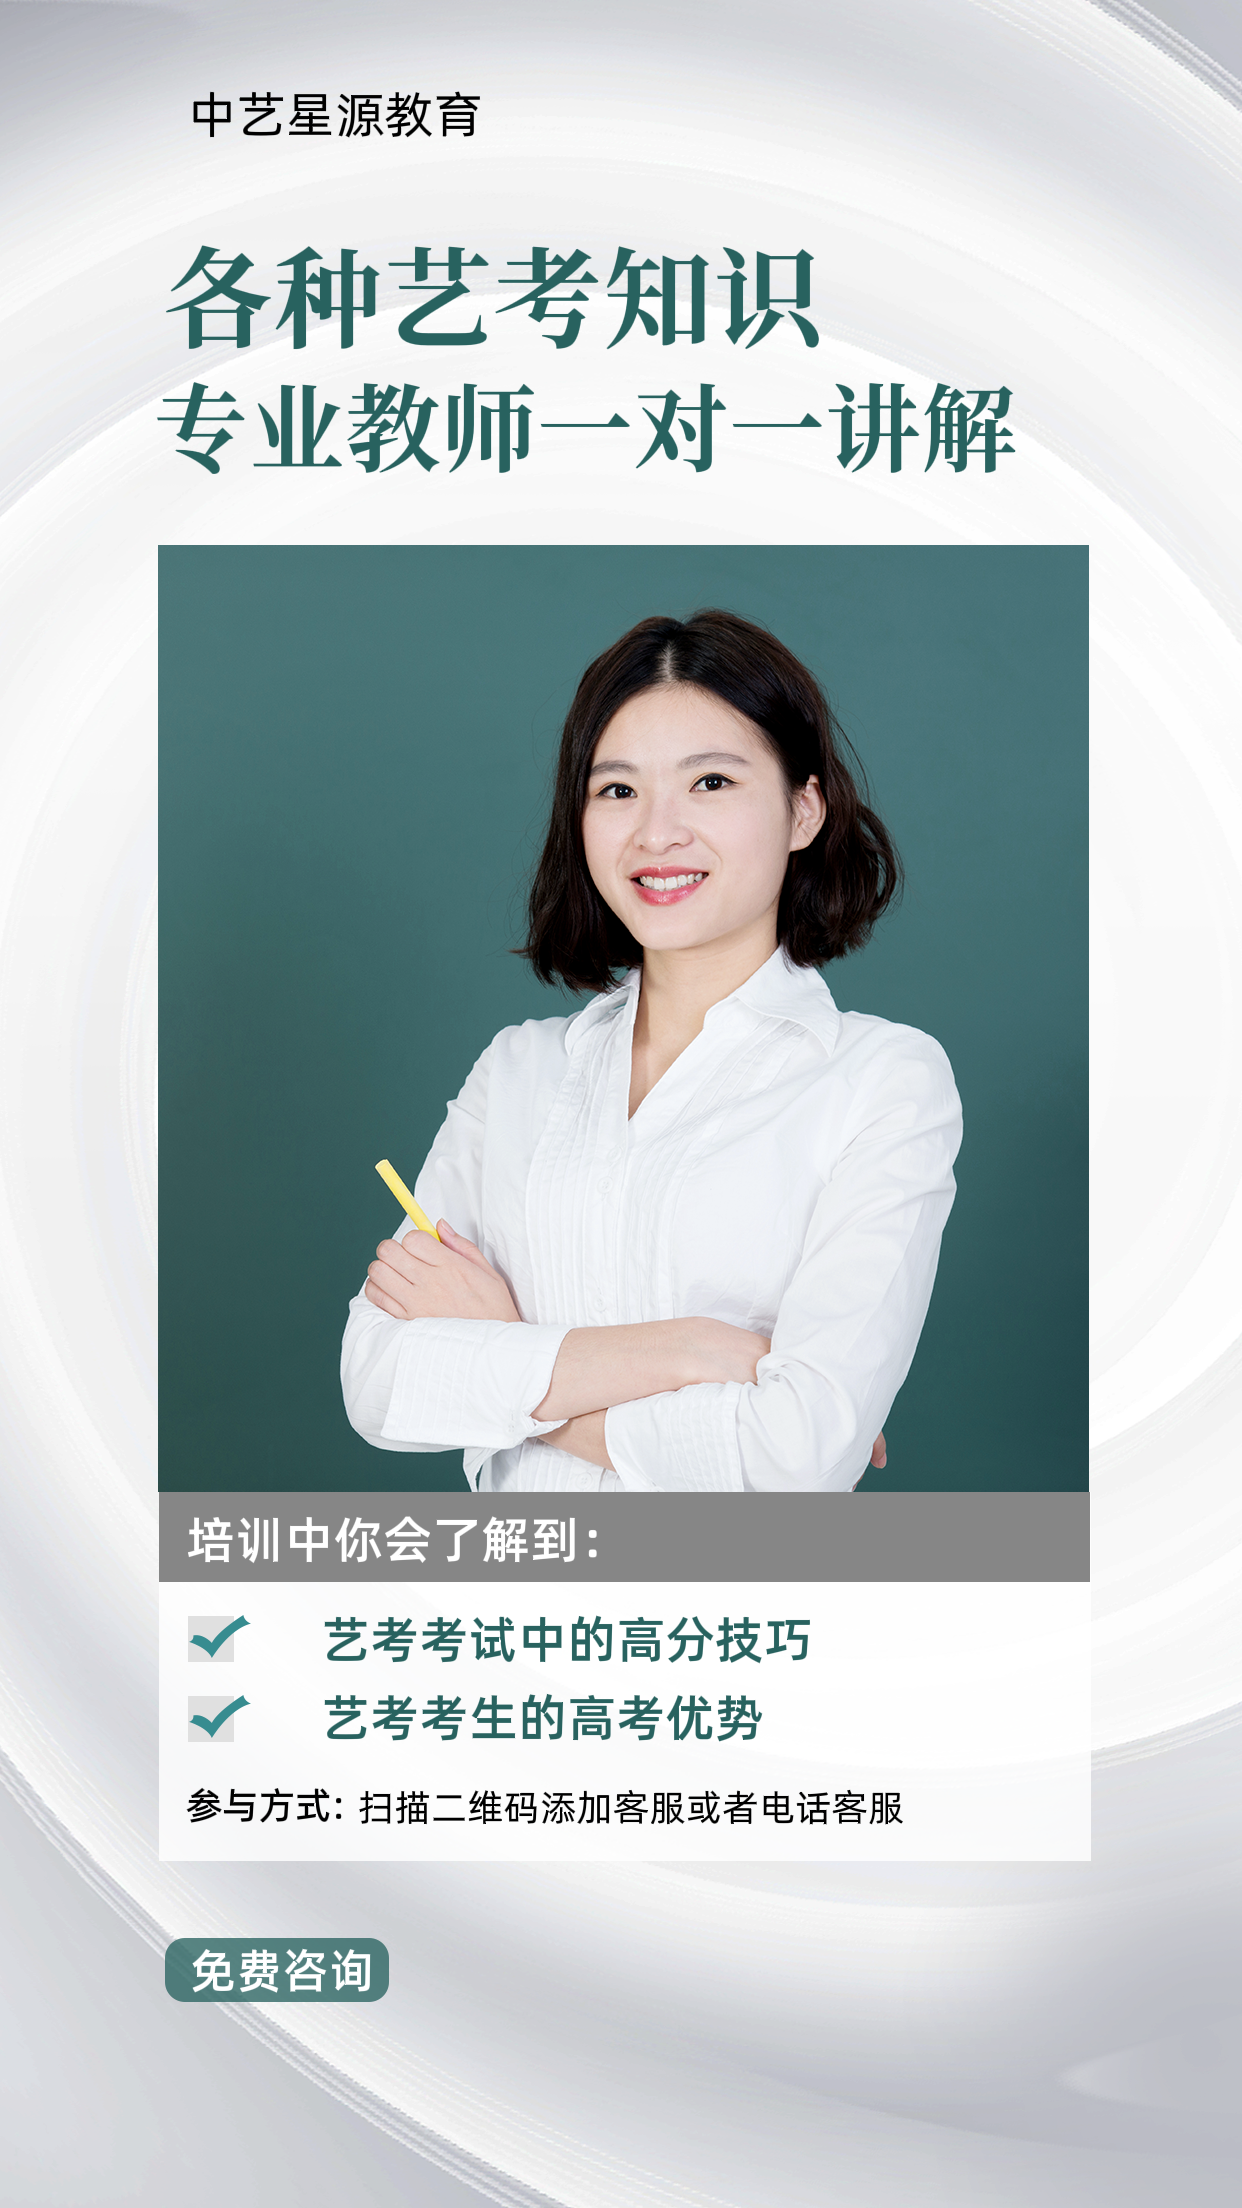 中艺星源教育
各种艺考知识
专业教师一对一讲解
培训中你会了解到：
艺考考试中的高分技巧
艺考考生的高考优势
参与方式：扫描二维码添加客服或者电话客服
免费咨询